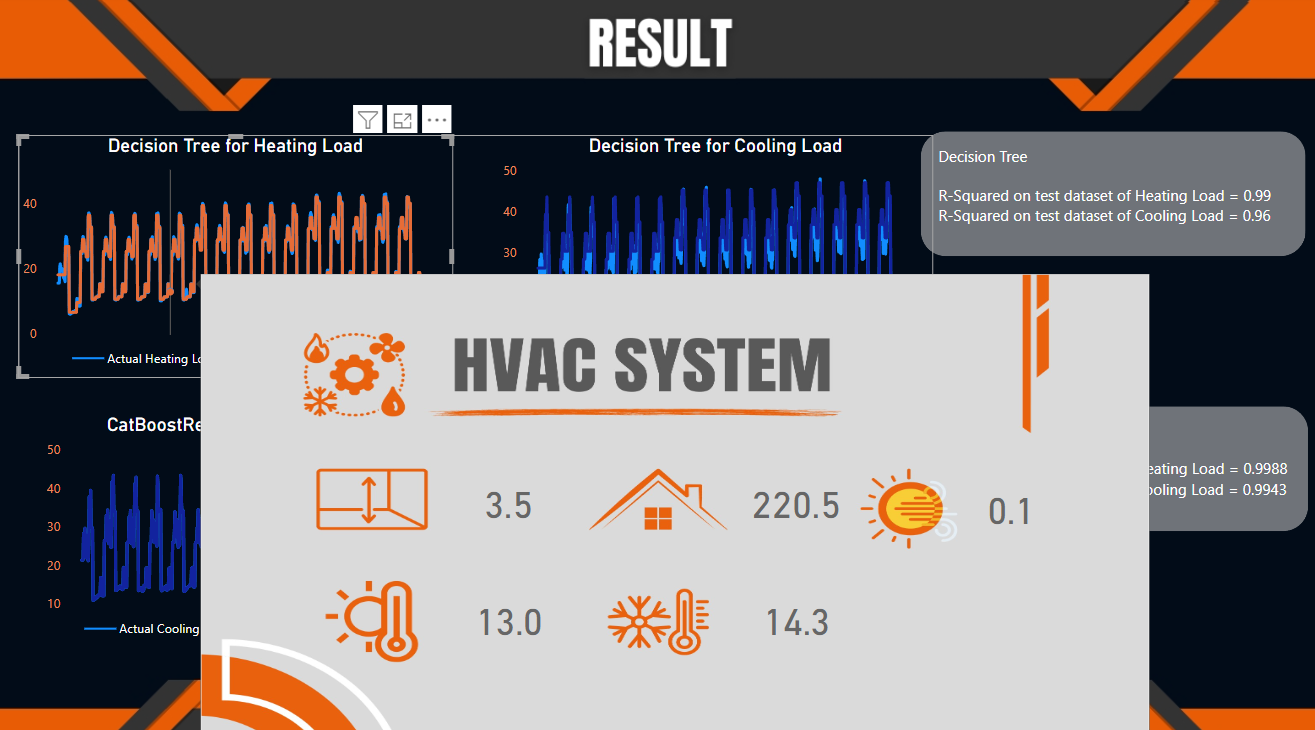 RESULT
Decision Tree for Heating Load
40
20
0
Actual Heating
Decision Tree for Cooling Load
50
40
30
Decision Tree
R-Squared on test dataset of Heating Load = 0.99
R-Squared on test dataset of Cooling Load = 0.96
HVAC SYSTEM
3.5
220.5
0.1
13.0
14.3
CatBoostRe
50
40
30
20
10
Actual Cooling
eating Load = 0.9988
ooling Load = 0.9943